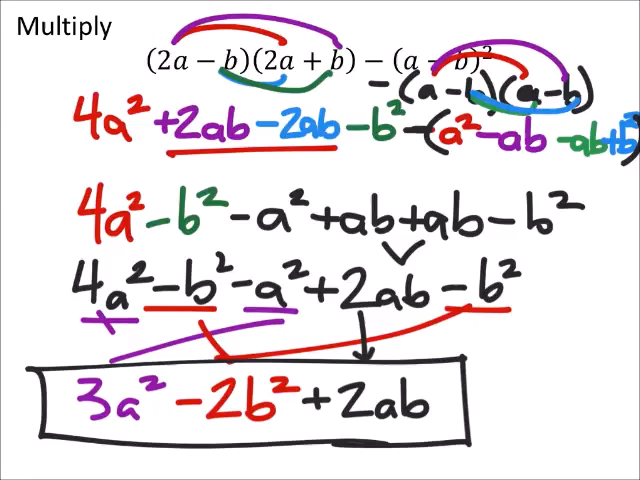 Multiply
(2a − b)(2a + b) − (a − b)²
−(a − b)(a − b)
4a² +2ab −2ab −b² −(a² −ab −ab +b²)
4a² −b² −a² +ab +ab −b²
4a² −b² −a² +2ab −b²
3a² −2b² +2ab